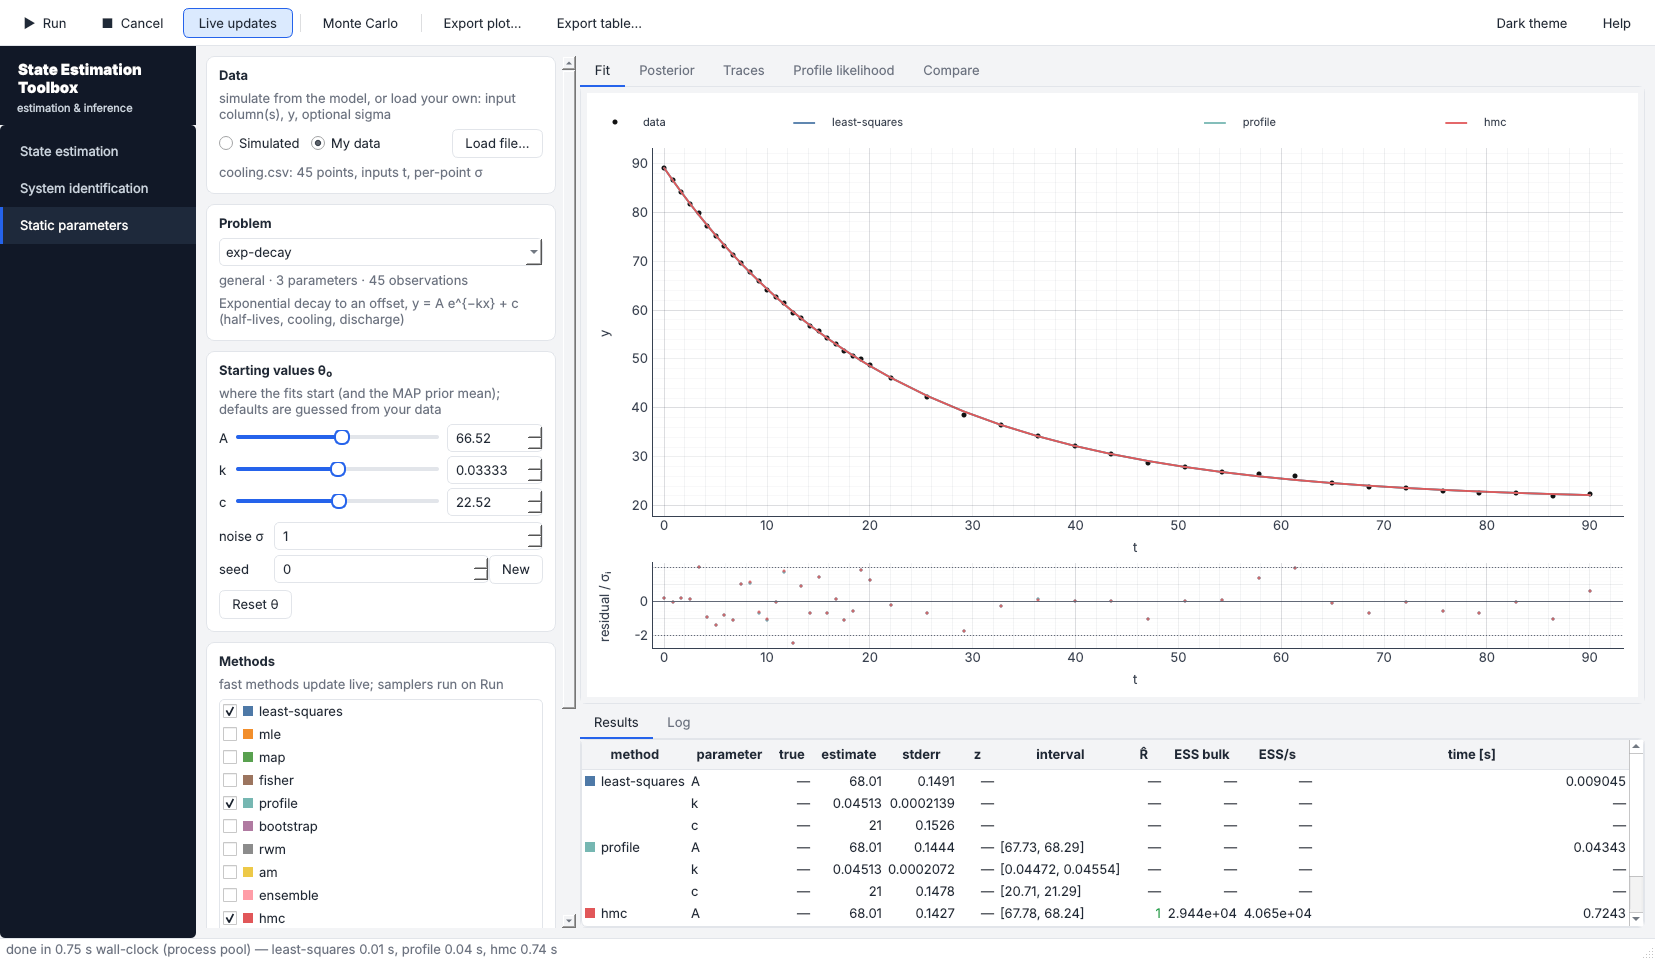 Run
Cancel
Live updates
Monte Carlo
Export plot...
Export table...
Dark theme
Help
State Estimation
Toolbox
estimation & inference
State estimation
System identification
Static parameters
Data
simulate from the model, or load your own: input
column(s), y, optional sigma
Simulated
My data
Load file...
cooling.csv: 45 points, inputs t, per-point σ
Problem
exp-decay
general · 3 parameters · 45 observations
Exponential decay to an offset, y = A e^{−kx} + c
(half-lives, cooling, discharge)
Starting values θ₀
where the fits start (and the MAP prior mean);
defaults are guessed from your data
A 66.52
k 0.03333
c 22.52
noise σ 1
seed 0 New
Reset θ
Methods
fast methods update live; samplers run on Run
least-squares
mle
map
fisher
profile
bootstrap
rwm
am
ensemble
hmc
Fit
Posterior
Traces
Profile likelihood
Compare
data
least-squares
profile
hmc
90
80
70
60
50
40
30
20
y
0 10 20 30 40 50 60 70 80 90
t
residual / σᵢ
0
-2
0 10 20 30 40 50 60 70 80 90
t
Results
Log
method parameter true estimate stderr z interval R̂ ESS bulk ESS/s time [s]
least-squares A — 68.01 0.1491 — — — — 0.009045
k — 0.04513 0.0002139 — — — — —
c — 21 0.1526 — — — — —
profile A — 68.01 0.1444 — [67.73, 68.29] — — — 0.04343
k — 0.04513 0.0002072 — [0.04472, 0.04554] — — — —
c — 21 0.1478 — [20.71, 21.29] — — — —
hmc A — 68.01 0.1427 — [67.78, 68.24] 1 2.944e+04 4.065e+04 0.7243
done in 0.75 s wall-clock (process pool) — least-squares 0.01 s, profile 0.04 s, hmc 0.74 s